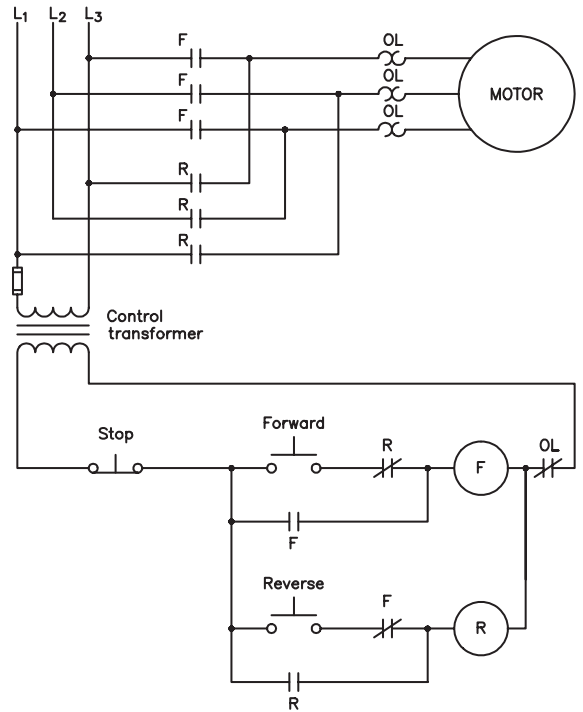 L1 L2 L3
F
OL
F
OL
MOTOR
F
OL
R
R
R
Control
transformer
Stop
Forward
R
F
OL
F
Reverse
F
R
R